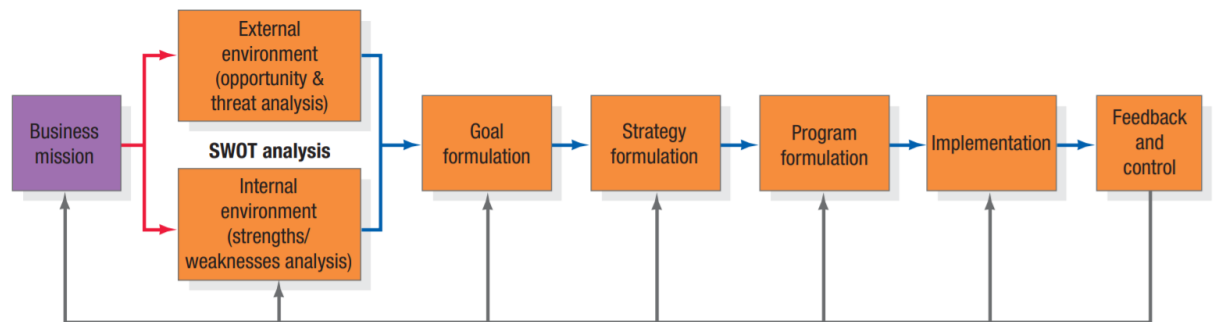 Business
mission
External
environment
(opportunity &
threat analysis)
SWOT analysis
Internal
environment
(strengths/
weaknesses analysis)
Goal
formulation
Strategy
formulation
Program
formulation
Implementation
Feedback
and
control